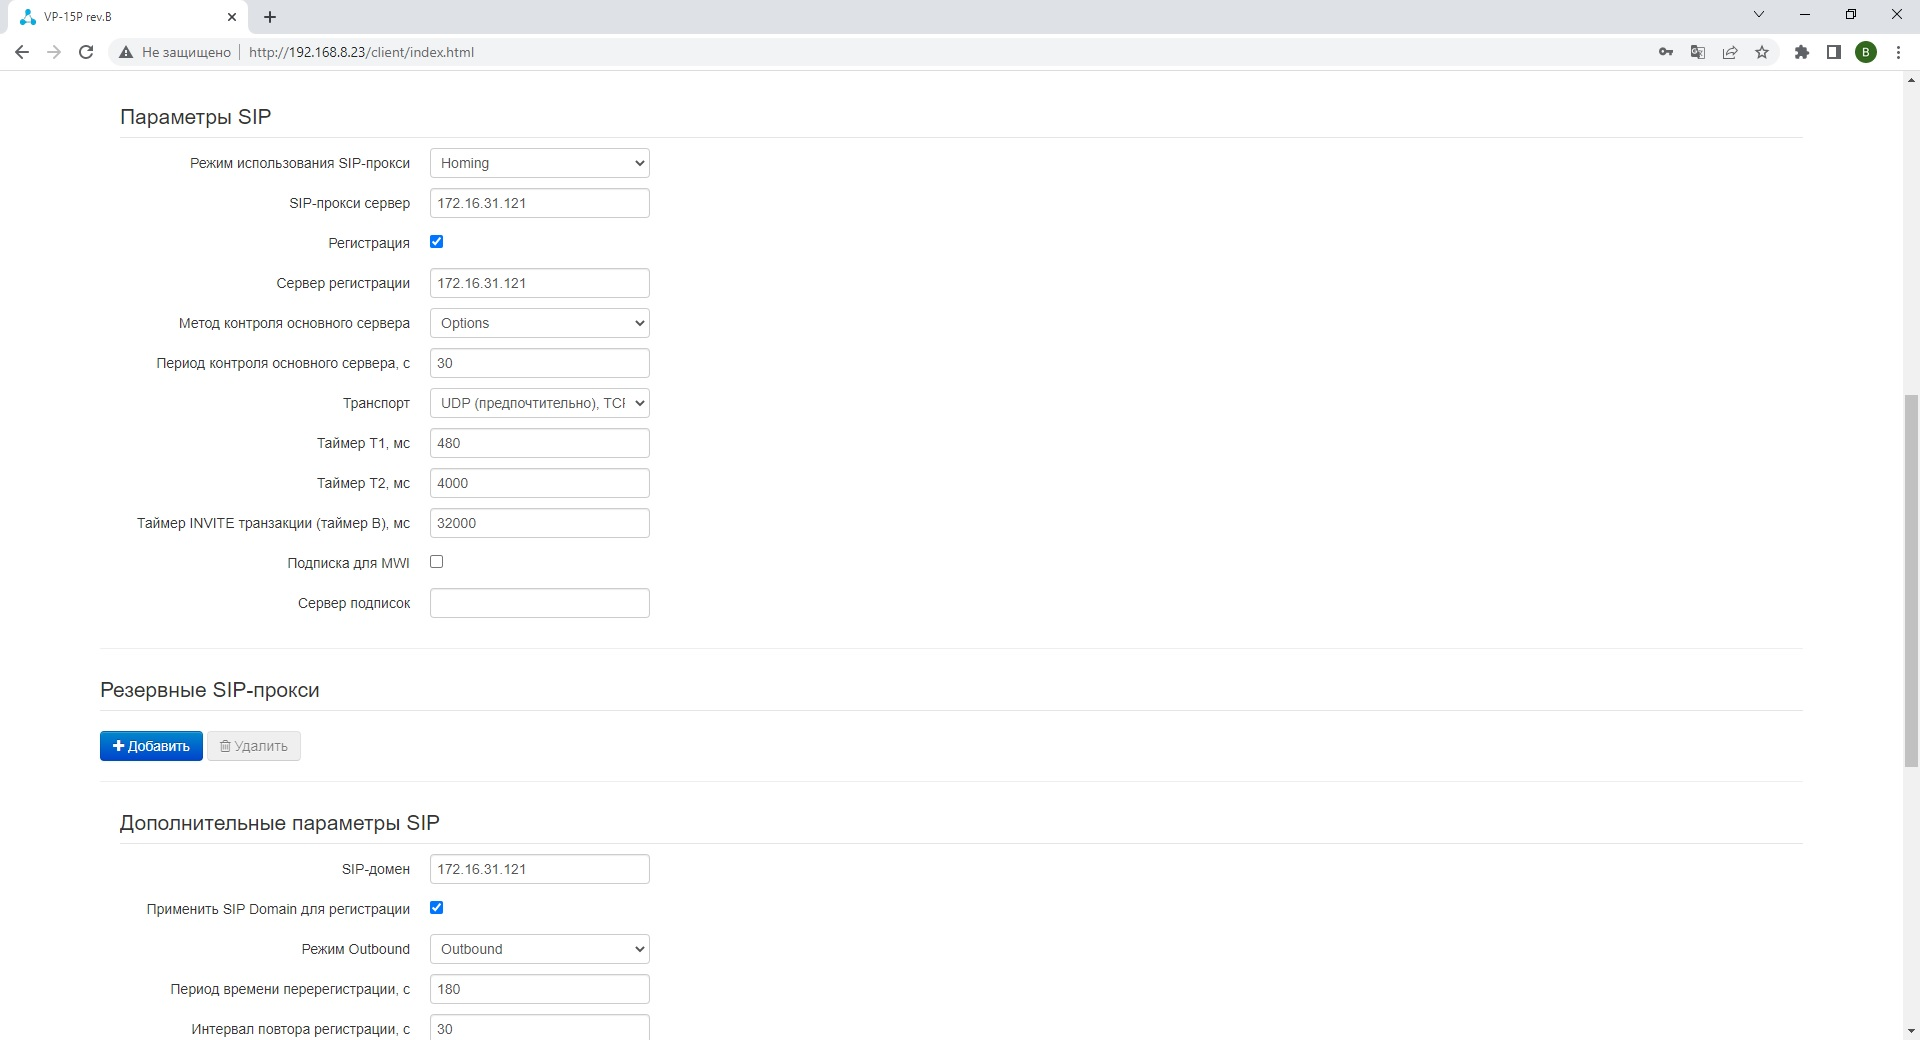 VP-15P rev.B
Не защищено
http://192.168.8.23/client/index.html
B
Параметры SIP
Режим использования SIP-прокси Homing
SIP-прокси сервер 172.16.31.121
Регистрация
Сервер регистрации 172.16.31.121
Метод контроля основного сервера Options
Период контроля основного сервера, с 30
Транспорт UDP (предпочтительно), TCP
Таймер T1, мс 480
Таймер T2, мс 4000
Таймер INVITE транзакции (таймер B), мс 32000
Подписка для MWI
Сервер подписок
Резервные SIP-прокси
Добавить Удалить
Дополнительные параметры SIP
SIP-домен 172.16.31.121
Применить SIP Domain для регистрации
Режим Outbound Outbound
Период времени перерегистрации, с 180
Интервал повтора регистрации, с 30